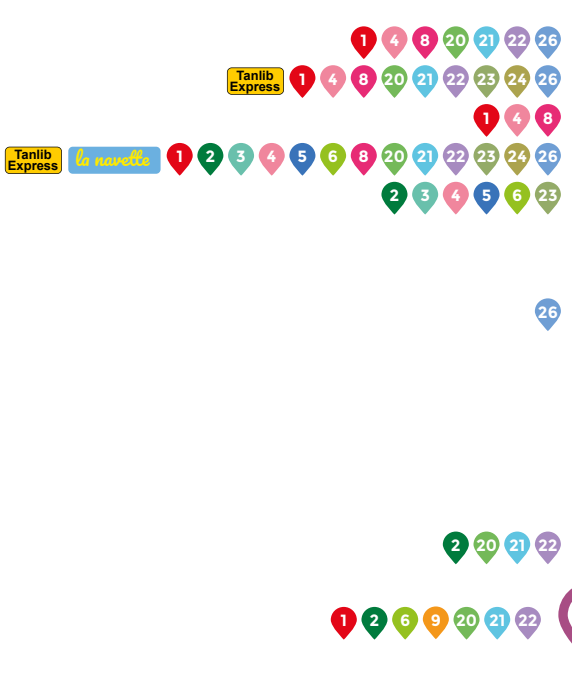 1 4 8 20 21 22 26
Tanlib Express 1 4 8 20 21 22 23 24 26
1 4 8
Tanlib Express la navette 1 2 3 4 5 6 8 20 21 22 23 24 26
2 3 4 5 6 23
26
2 20 21 22
1 2 6 9 20 21 22